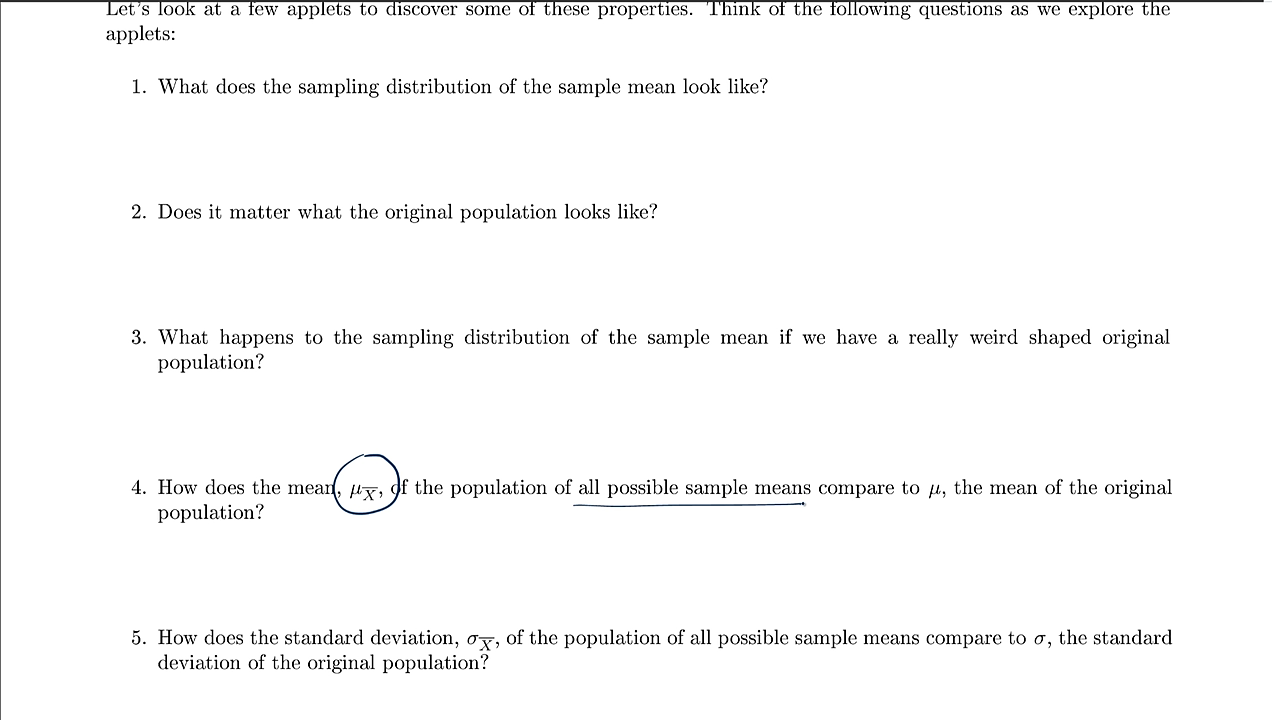 Let's look at a few applets to discover some of these properties. Think of the following questions as we explore the
applets:
1. What does the sampling distribution of the sample mean look like?
2. Does it matter what the original population looks like?
3. What happens to the sampling distribution of the sample mean if we have a really weird shaped original
population?
4. How does the mean, μ_X̅, of the population of all possible sample means compare to μ, the mean of the original
population?
5. How does the standard deviation, σ_X̅, of the population of all possible sample means compare to σ, the standard
deviation of the original population?